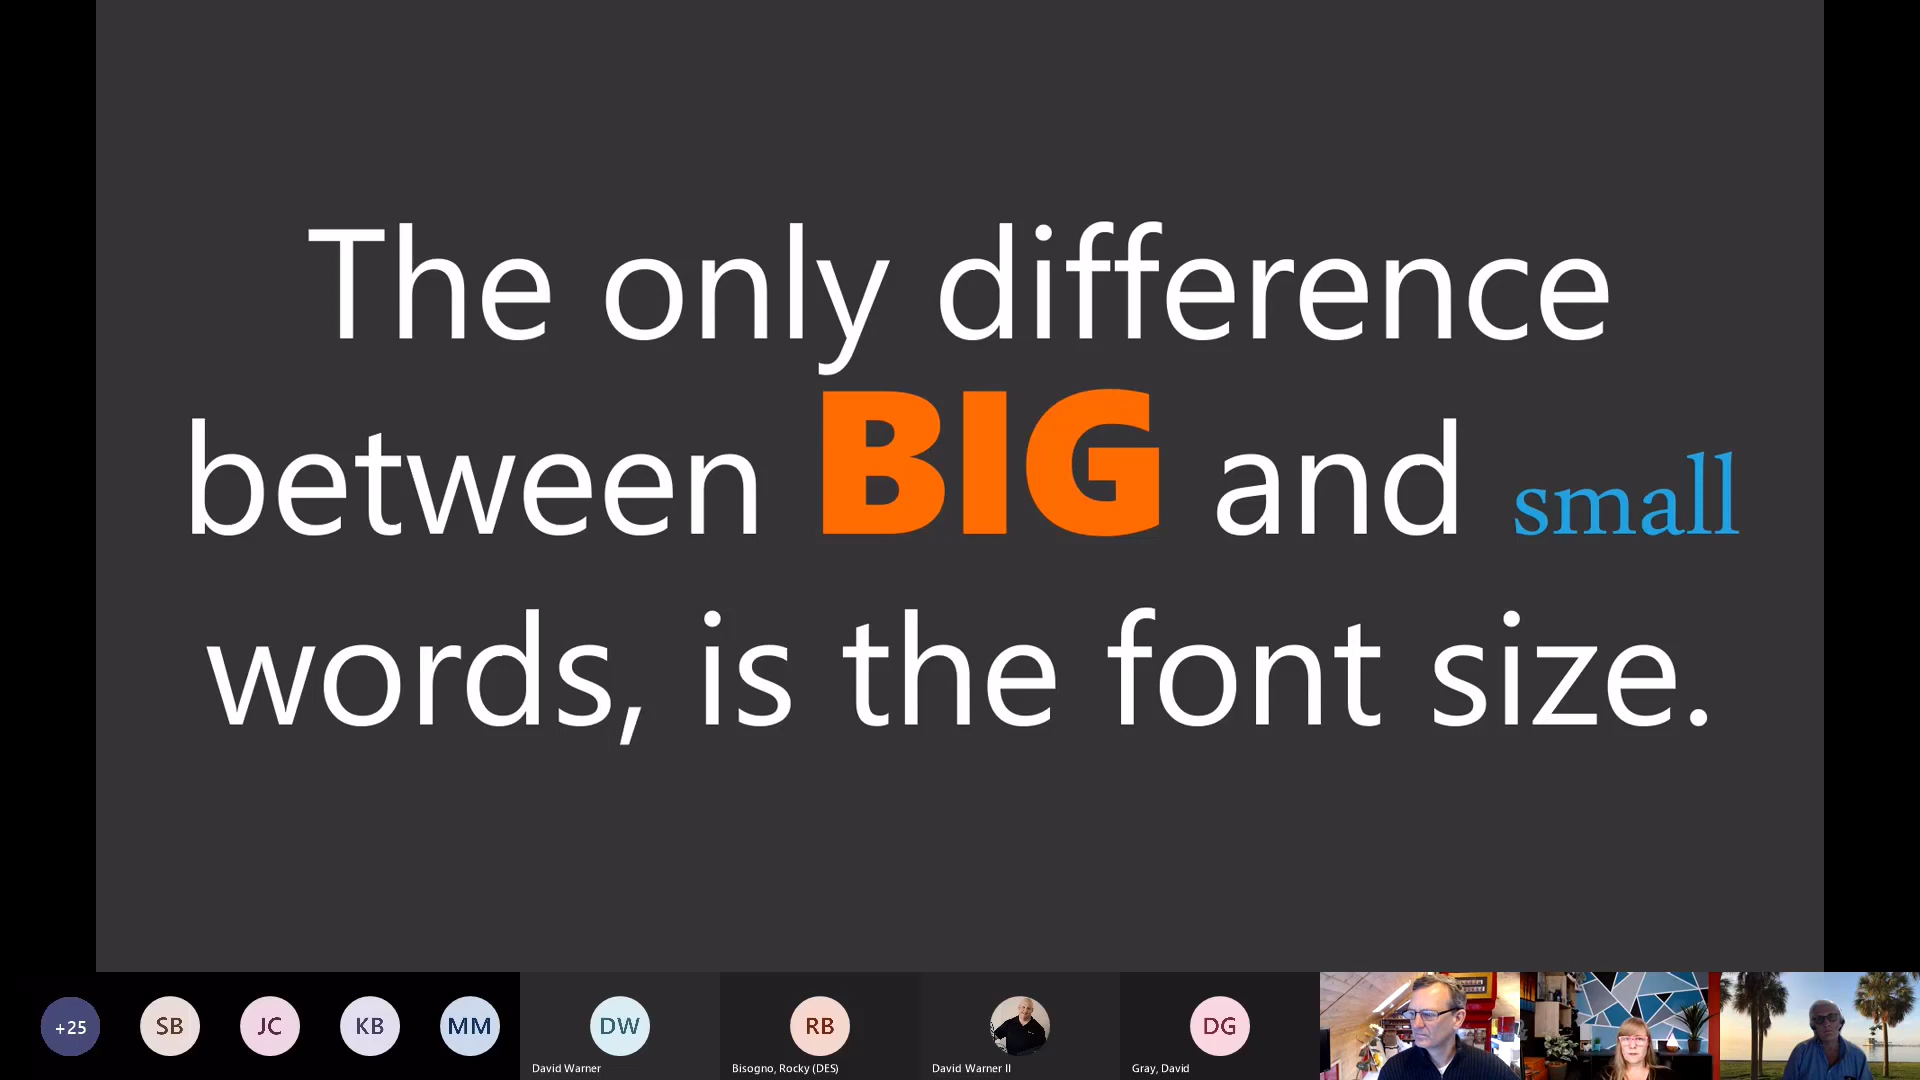 The only difference
between BIG and small
words, is the font size.
+25
SB
JC
KB
MM
DW
David Warner
RB
Bisogno, Rocky (DES)
David Warner II
DG
Gray, David